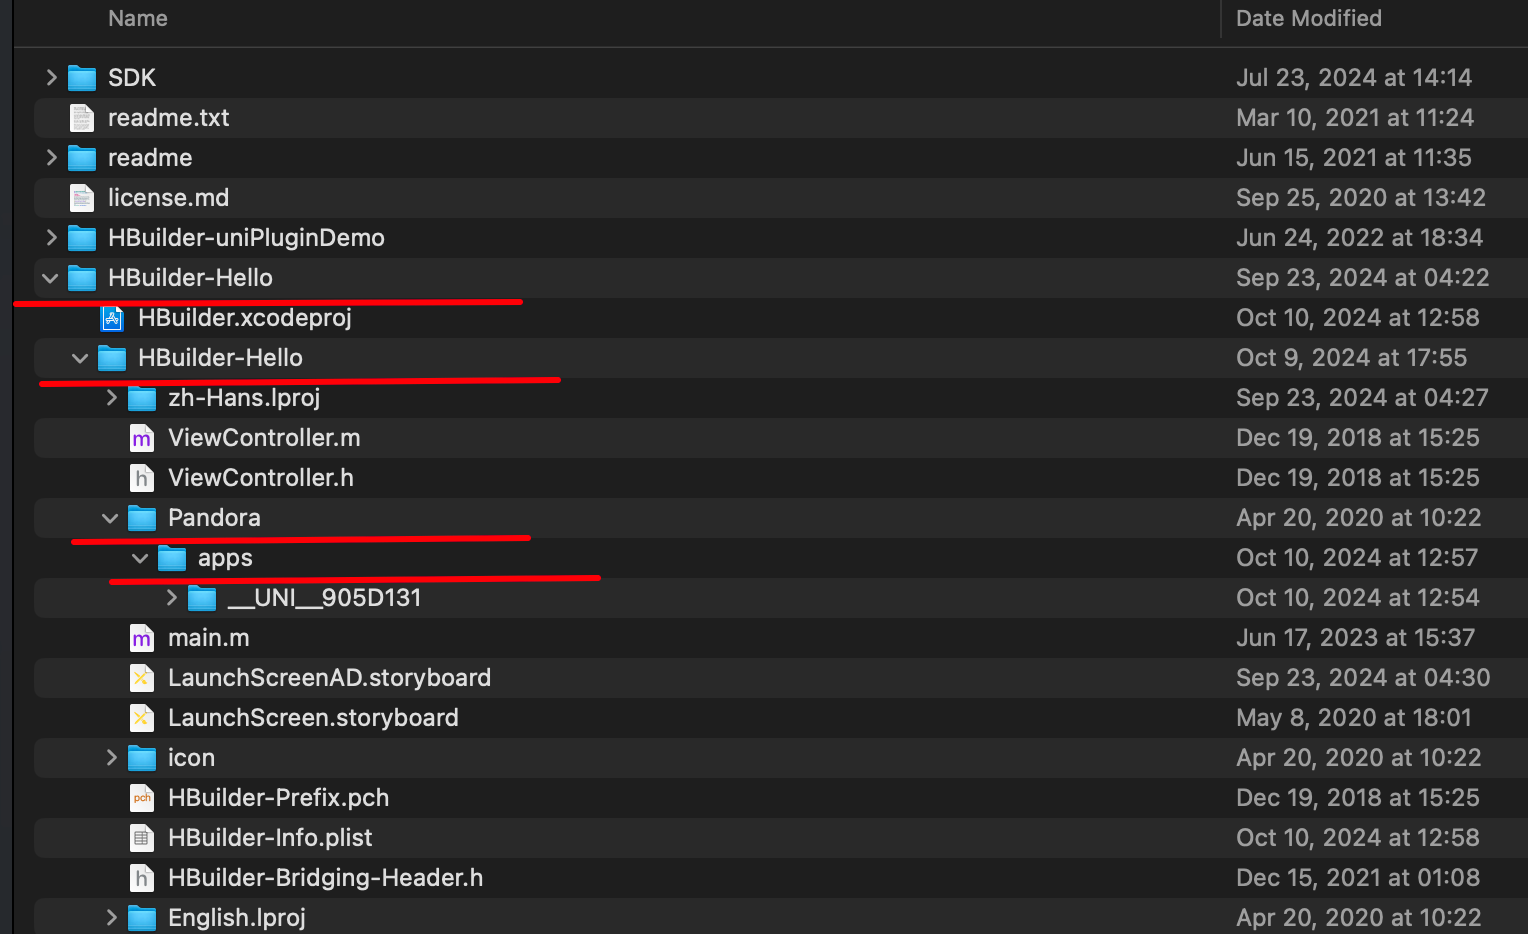 Name Date Modified
SDK Jul 23, 2024 at 14:14
readme.txt Mar 10, 2021 at 11:24
readme Jun 15, 2021 at 11:35
license.md Sep 25, 2020 at 13:42
HBuilder-uniPluginDemo Jun 24, 2022 at 18:34
HBuilder-Hello Sep 23, 2024 at 04:22
HBuilder.xcodeproj Oct 10, 2024 at 12:58
HBuilder-Hello Oct 9, 2024 at 17:55
zh-Hans.lproj Sep 23, 2024 at 04:27
m ViewController.m Dec 19, 2018 at 15:25
h ViewController.h Dec 19, 2018 at 15:25
Pandora Apr 20, 2020 at 10:22
apps Oct 10, 2024 at 12:57
__UNI__905D131 Oct 10, 2024 at 12:54
m main.m Jun 17, 2023 at 15:37
LaunchScreenAD.storyboard Sep 23, 2024 at 04:30
LaunchScreen.storyboard May 8, 2020 at 18:01
icon Apr 20, 2020 at 10:22
pch HBuilder-Prefix.pch Dec 19, 2018 at 15:25
HBuilder-Info.plist Oct 10, 2024 at 12:58
h HBuilder-Bridging-Header.h Dec 15, 2021 at 01:08
English.lproj Apr 20, 2020 at 10:22